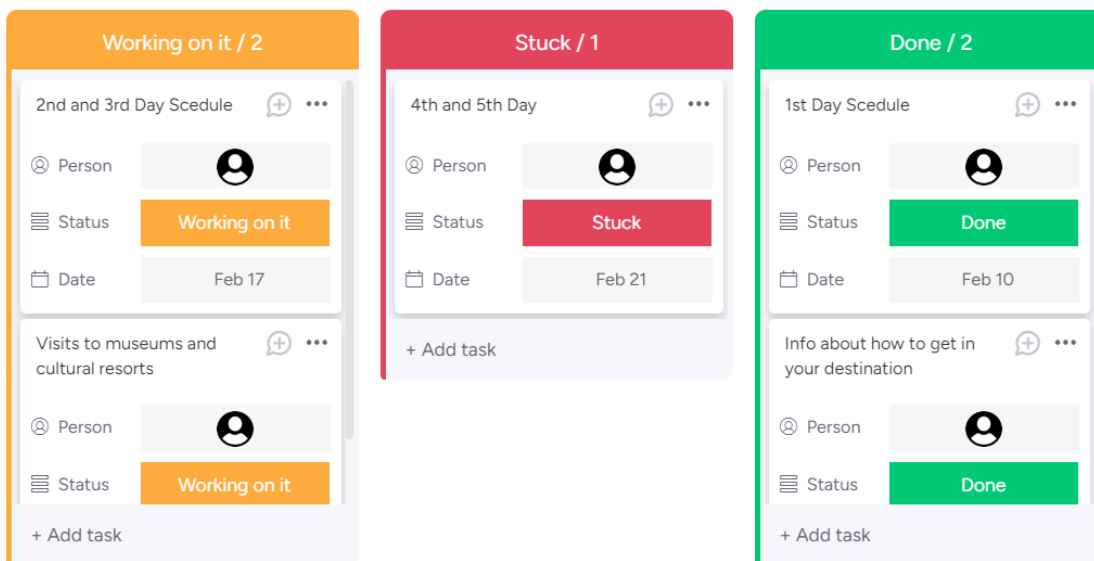 Working on it / 2
2nd and 3rd Day Scedule
Person
Status
Working on it
Date
Feb 17
Visits to museums and
cultural resorts
Person
Status
Working on it
+ Add task
Stuck / 1
4th and 5th Day
Person
Status
Stuck
Date
Feb 21
+ Add task
Done / 2
1st Day Scedule
Person
Status
Done
Date
Feb 10
Info about how to get in
your destination
Person
Status
Done
+ Add task